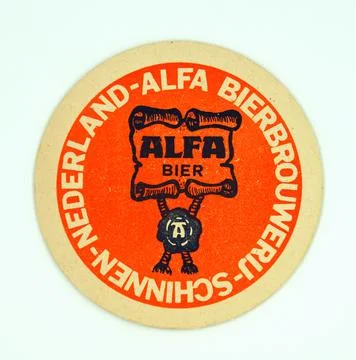 NEDERLAND-ALFA BIERBROUWERIJ-SCHINNEN-
ALFA
BIER
A